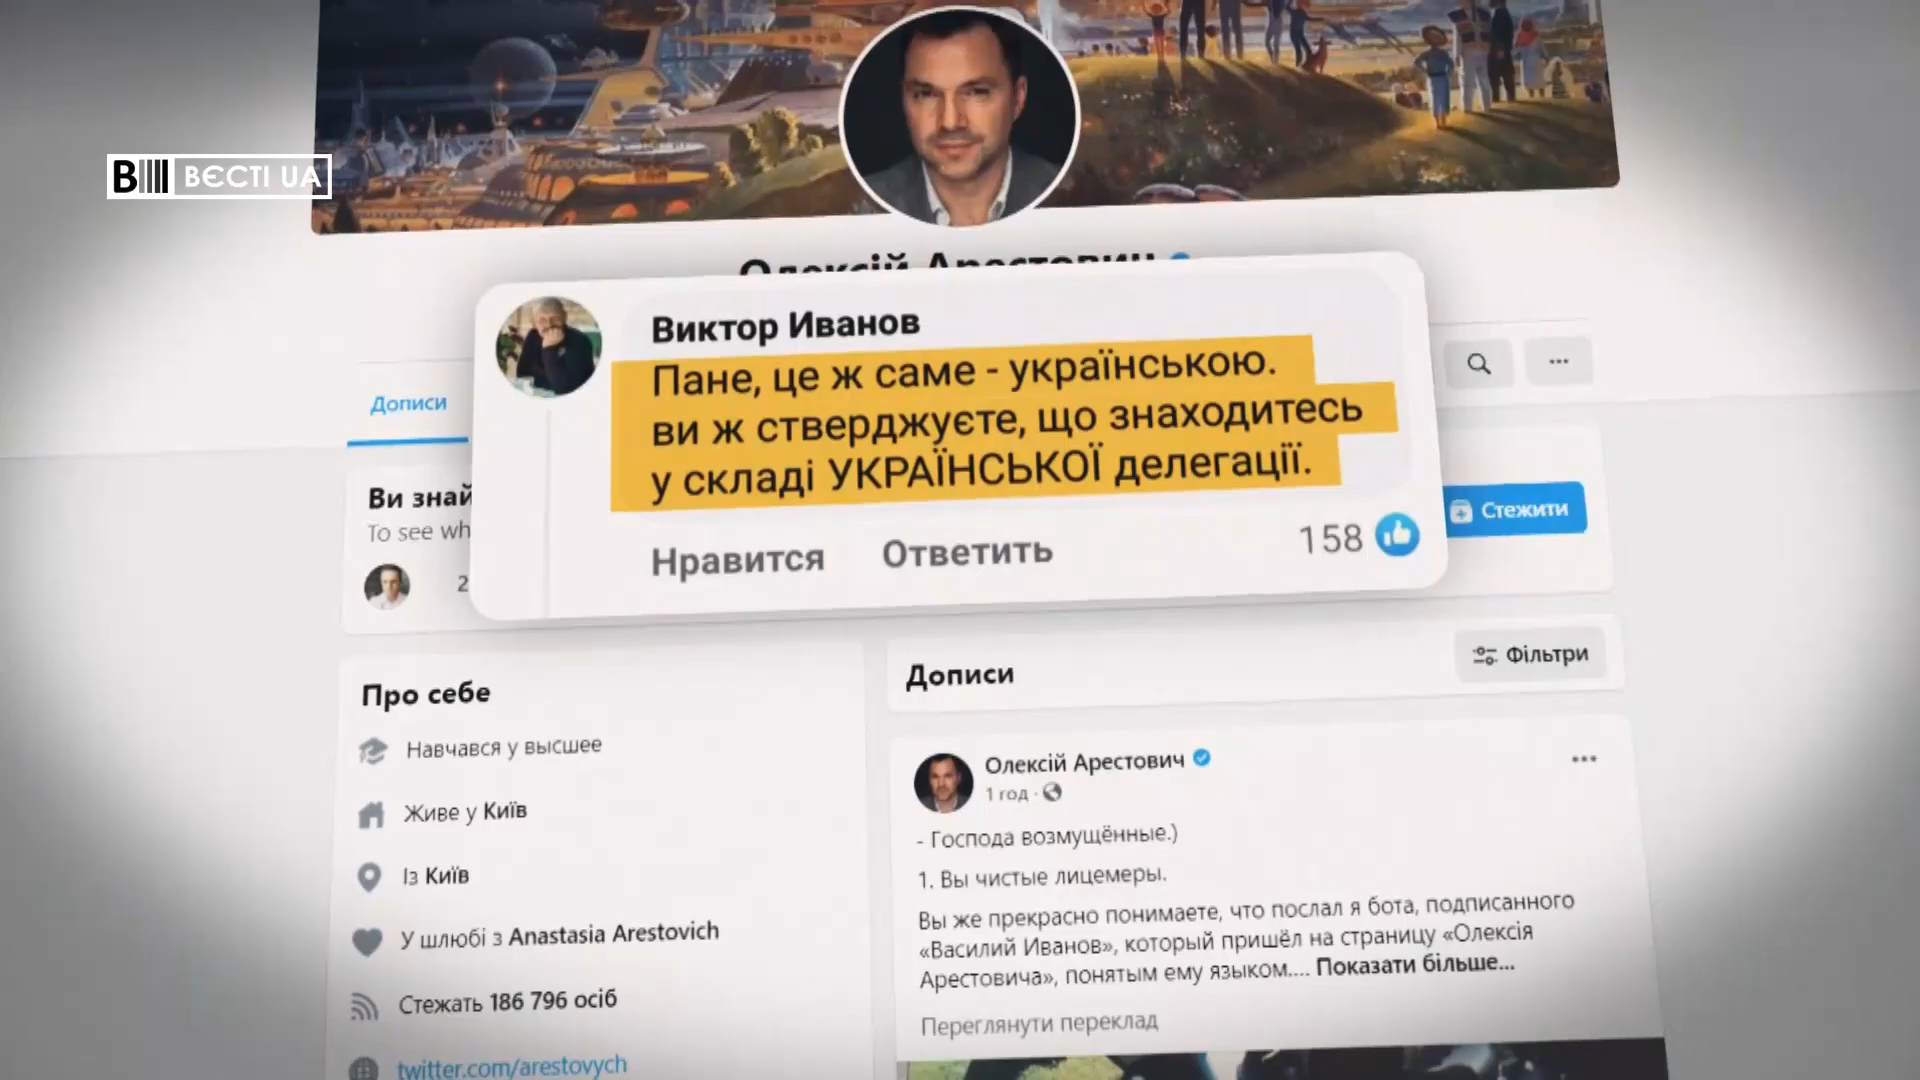 В ВЄСТІ UA
Олексій Арестович
Виктор Иванов
Пане, це ж саме - українською.
ви ж стверджуєте, що знаходитесь
у складі УКРАЇНСЬКОЇ делегації.
Нравится Ответить 158
Дописи
Ви знай
To see wh
2
Стежити
Про себе
Навчався у высшее
Живе у Київ
Із Київ
У шлюбі з Anastasia Arestovich
Стежать 186 796 осіб
twitter.com/arestovych
Дописи
Фільтри
Олексій Арестович
1 год ·
- Господа возмущённые.)
1. Вы чистые лицемеры.
Вы же прекрасно понимаете, что послал я бота, подписанного
«Василий Иванов», который пришёл на страницу «Олексія
Арестовича», понятым ему языком.... Показати більше...
Переглянути переклад